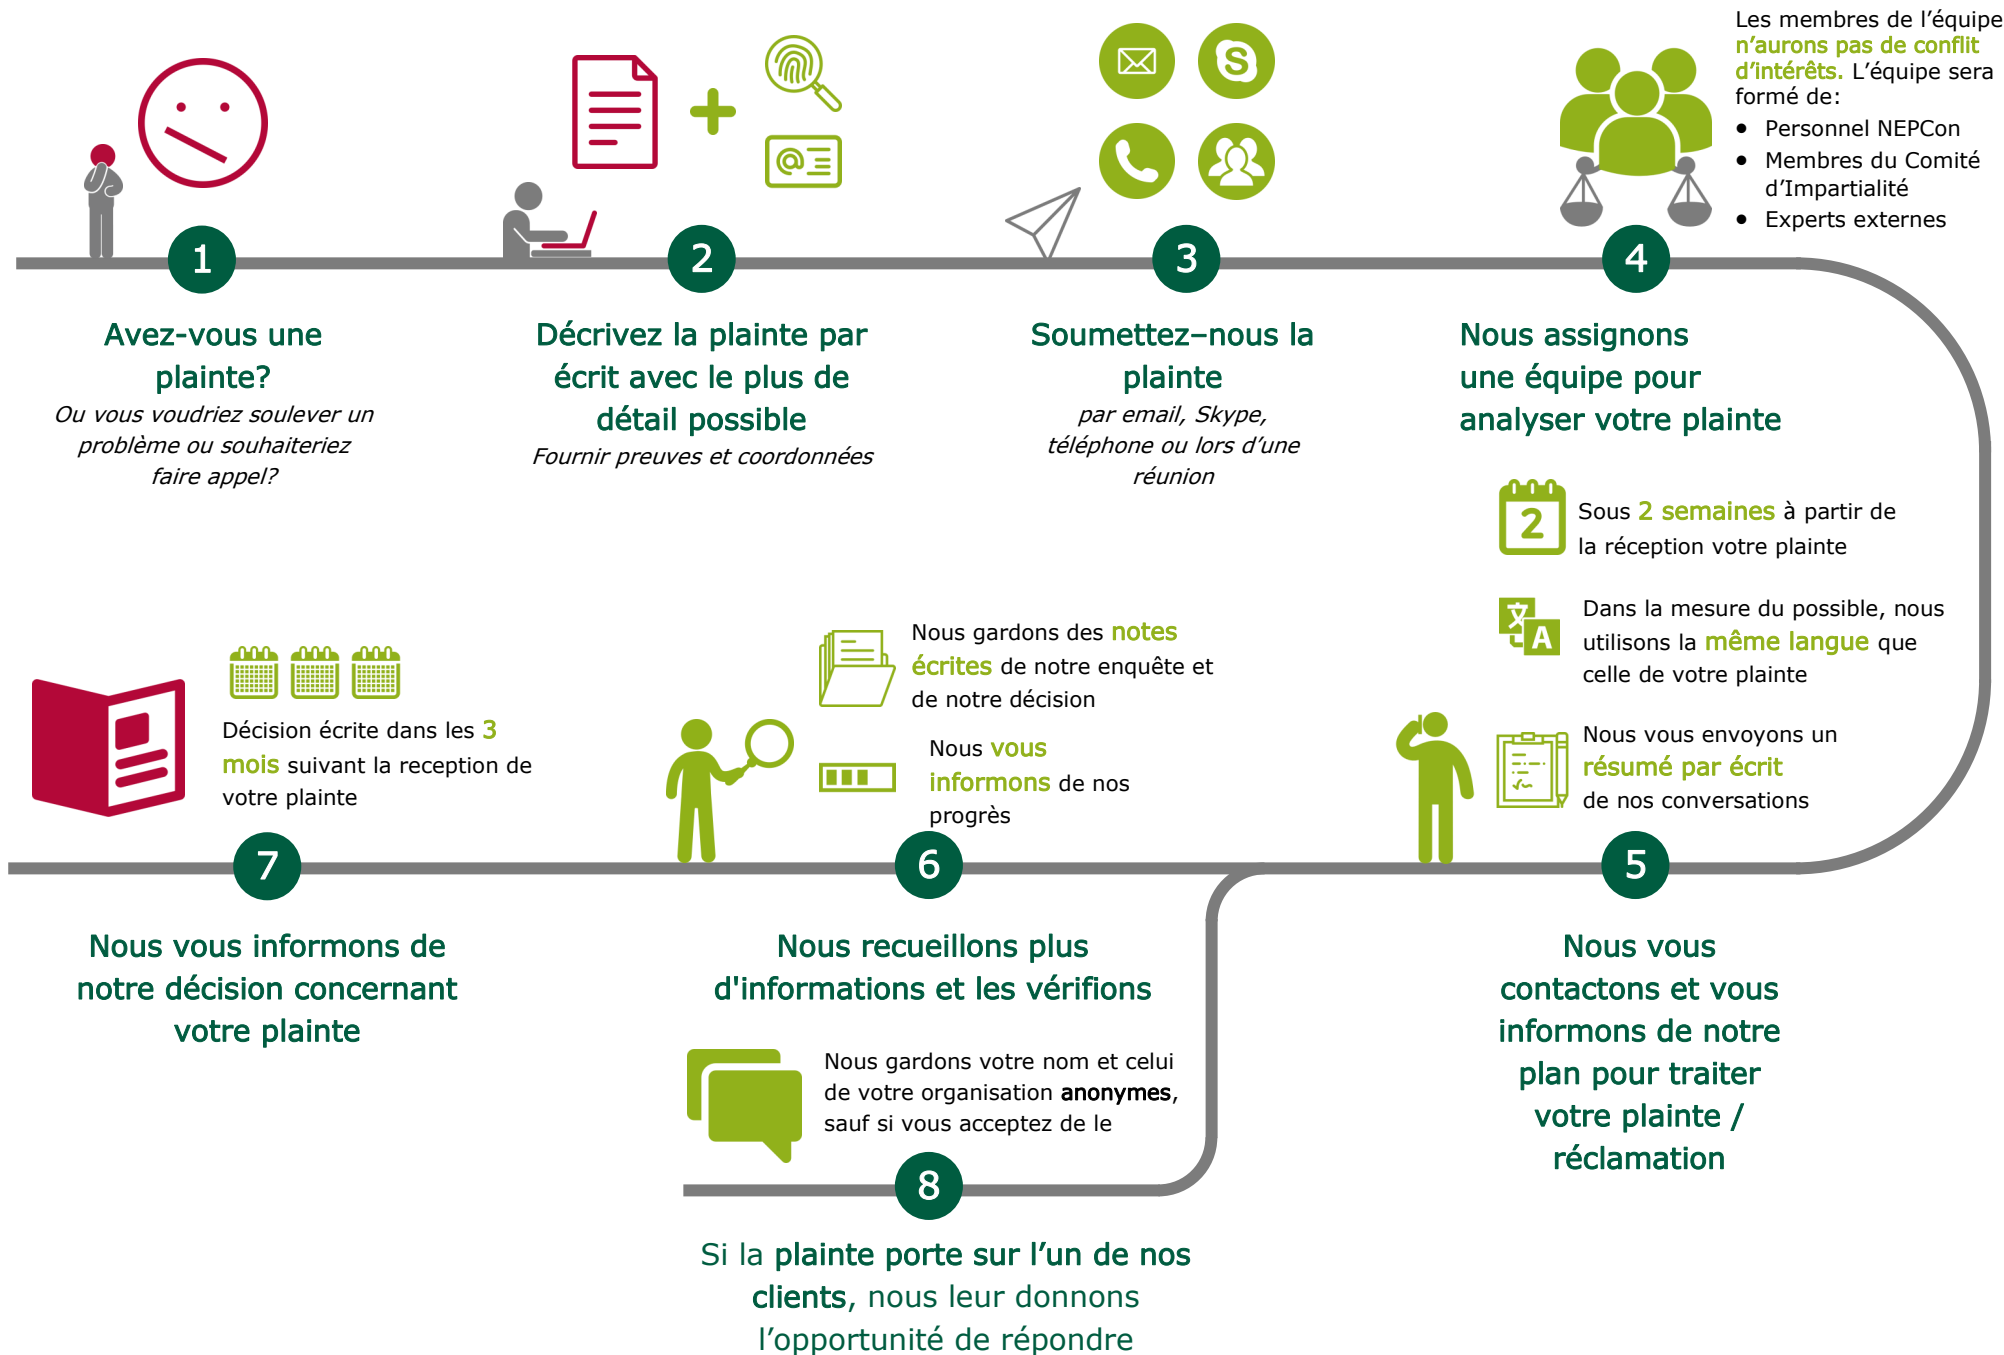 1
Avez-vous une
plainte?
Ou vous voudriez soulever un
problème ou souhaiteriez
faire appel?
2
Décrivez la plainte par
écrit avec le plus de
détail possible
Fournir preuves et coordonnées
3
Soumettez–nous la
plainte
par email, Skype,
téléphone ou lors d’une
réunion
Les membres de l’équipe
n’aurons pas de conflit
d’intérêts. L’équipe sera
formé de:
• Personnel NEPCon
• Membres du Comité
d’Impartialité
• Experts externes
4
Nous assignons
une équipe pour
analyser votre plainte
2
Sous 2 semaines à partir de
la réception votre plainte
文
A
Dans la mesure du possible, nous
utilisons la même langue que
celle de votre plainte
Nous vous envoyons un
résumé par écrit
de nos conversations
5
Nous vous
contactons et vous
informons de notre
plan pour traiter
votre plainte /
réclamation
Nous gardons des notes
écrites de notre enquête et
de notre décision
Nous vous
informons de nos
progrès
6
Nous recueillons plus
d'informations et les vérifions
Décision écrite dans les 3
mois suivant la reception de
votre plainte
7
Nous vous informons de
notre décision concernant
votre plainte
Nous gardons votre nom et celui
de votre organisation anonymes,
sauf si vous acceptez de le
8
Si la plainte porte sur l’un de nos
clients, nous leur donnons
l’opportunité de répondre